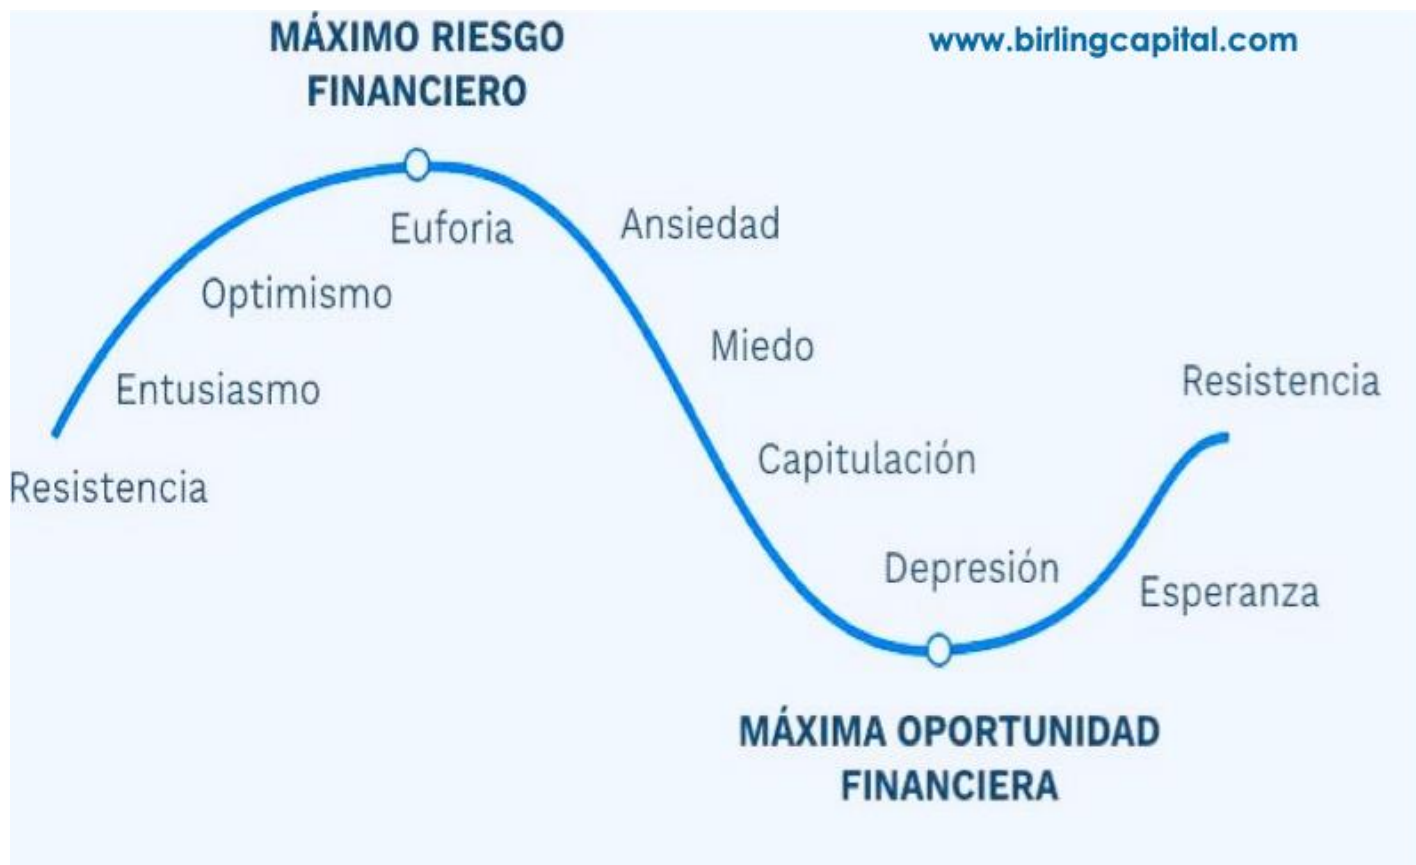 MÁXIMO RIESGO
FINANCIERO
www.birlingcapital.com
Euforia
Ansiedad
Optimismo
Miedo
Entusiasmo
Resistencia
Resistencia
Capitulación
Depresión
Esperanza
MÁXIMA OPORTUNIDAD
FINANCIERA